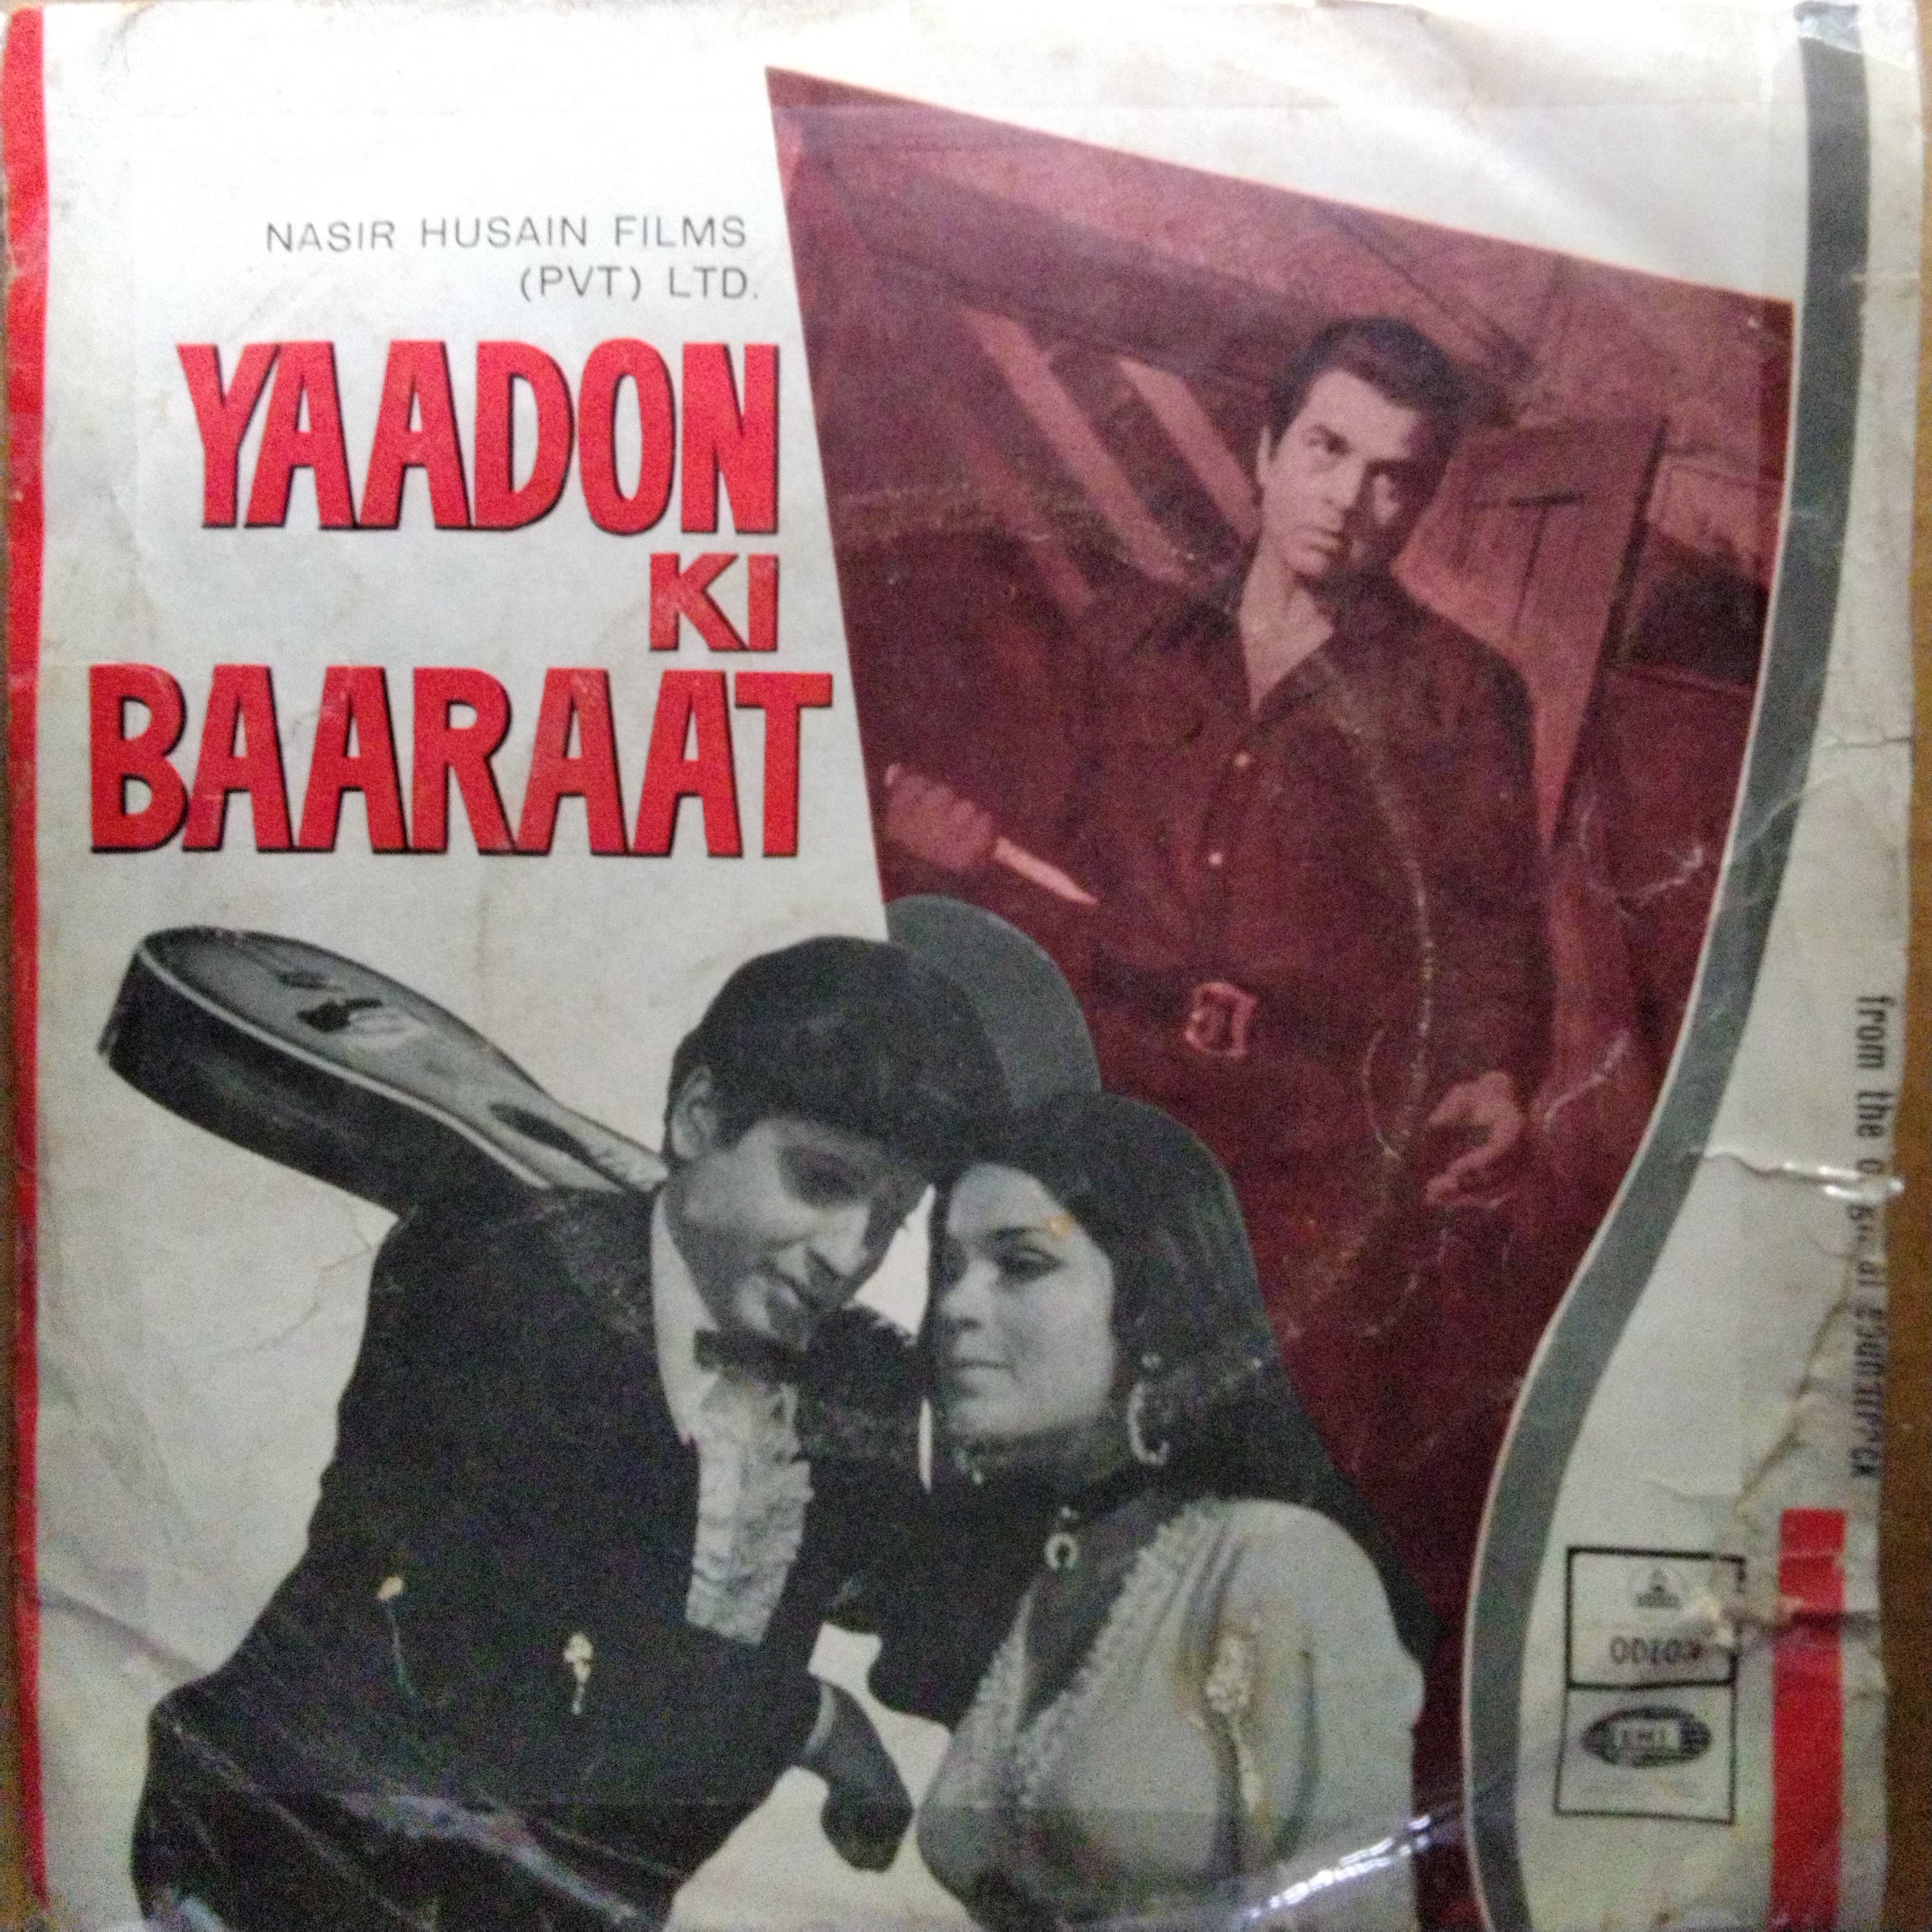 NASIR HUSAIN FILMS
(PVT) LTD.
YAADON
KI
BAARAAT
from the
EMI